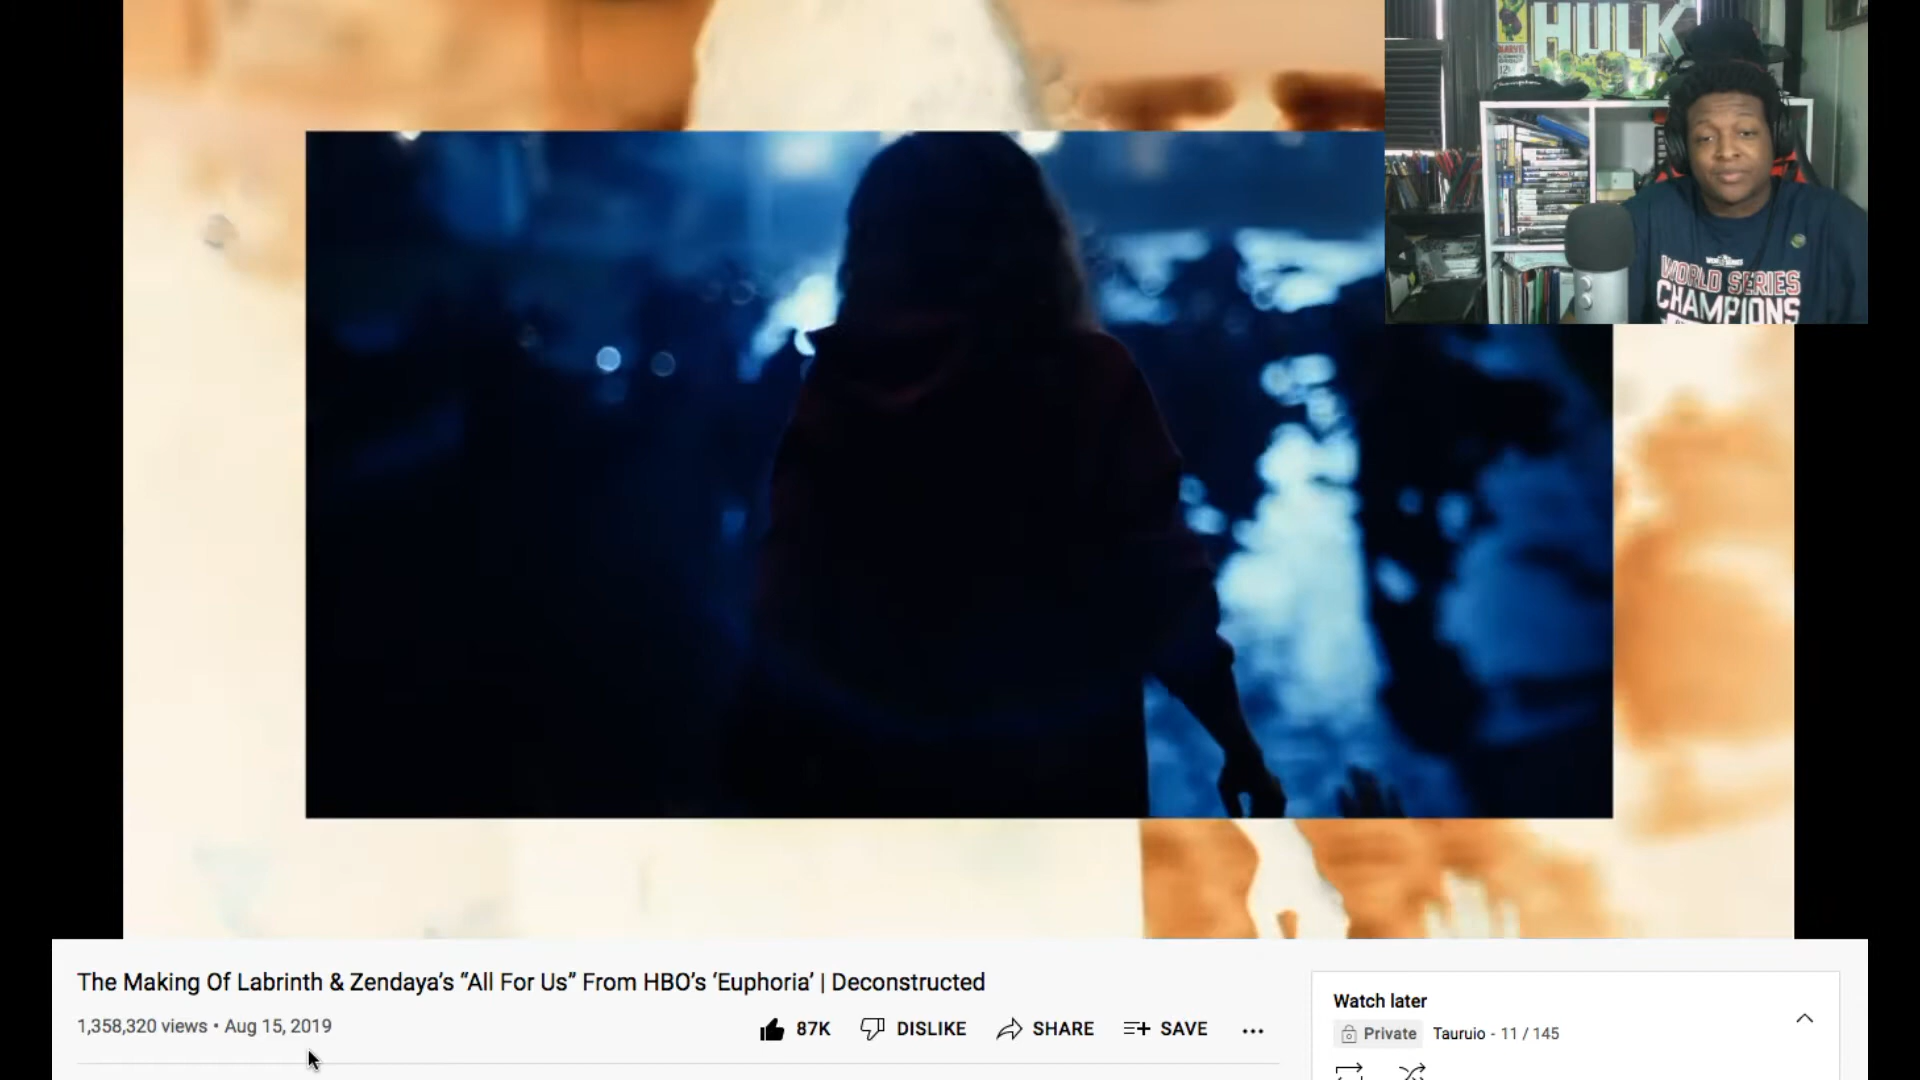 HULK
MARVEL
WORLD SERIES
CHAMPIONS
The Making Of Labrinth & Zendaya’s “All For Us” From HBO’s ‘Euphoria’ | Deconstructed
1,358,320 views • Aug 15, 2019
87K
DISLIKE
SHARE
SAVE
Watch later
Private
Tauruio - 11 / 145